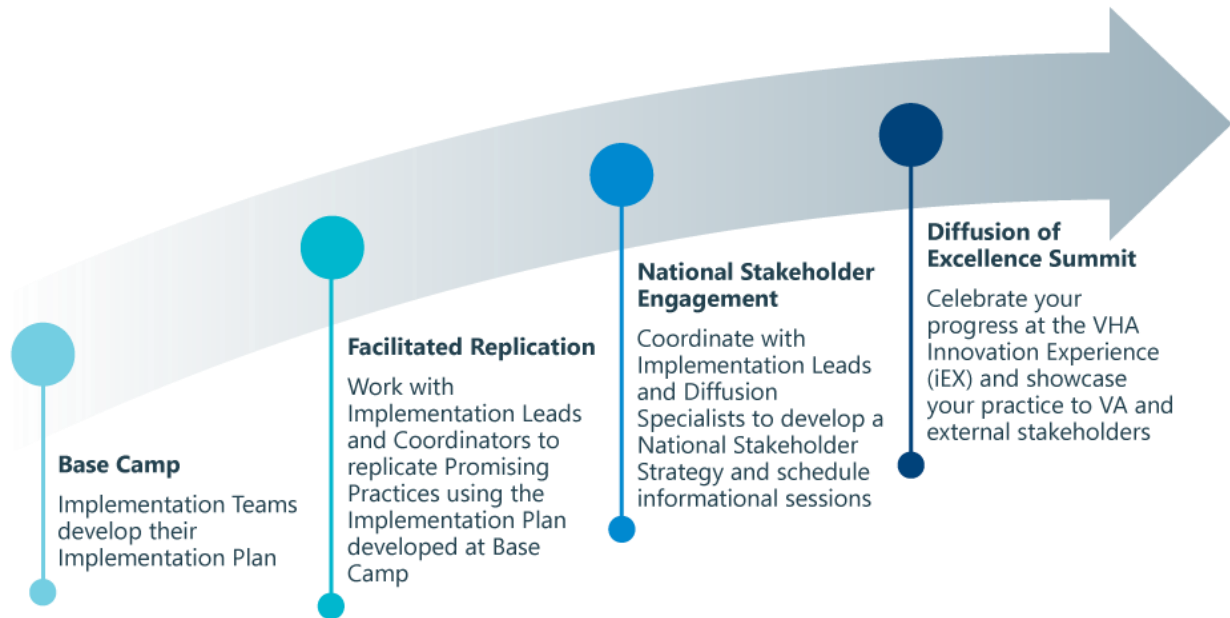 Base Camp
Implementation Teams
develop their
Implementation Plan
Facilitated Replication
Work with
Implementation Leads
and Coordinators to
replicate Promising
Practices using the
Implementation Plan
developed at Base
Camp
National Stakeholder
Engagement
Coordinate with
Implementation Leads
and Diffusion
Specialists to develop a
National Stakeholder
Strategy and schedule
informational sessions
Diffusion of
Excellence Summit
Celebrate your
progress at the VHA
Innovation Experience
(iEX) and showcase
your practice to VA and
external stakeholders